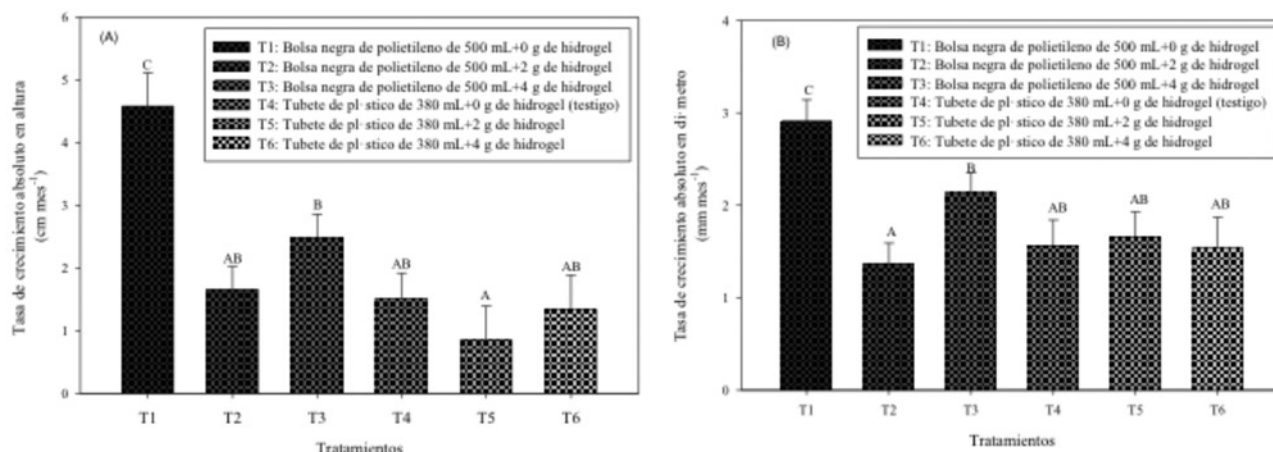 (A)
T1: Bolsa negra de polietileno de 500 mL+0 g de hidrogel
T2: Bolsa negra de polietileno de 500 mL+2 g de hidrogel
T3: Bolsa negra de polietileno de 500 mL+4 g de hidrogel
T4: Tubete de pl· stico de 380 mL+0 g de hidrogel (testigo)
T5: Tubete de pl· stico de 380 mL+2 g de hidrogel
T6: Tubete de pl· stico de 380 mL+4 g de hidrogel
Tasa de crecimiento absoluto en altura
(cm mes⁻¹)
6
5
4
3
2
1
0
C
AB
B
AB
A
AB
T1 T2 T3 T4 T5 T6
Tratamientos
(B)
T1: Bolsa negra de polietileno de 500 mL+0 g de hidrogel
T2: Bolsa negra de polietileno de 500 mL+2 g de hidrogel
T3: Bolsa negra de polietileno de 500 mL+4 g de hidrogel
T4: Tubete de pl· stico de 380 mL+0 g de hidrogel (testigo)
T5: Tubete de pl· stico de 380 mL+2 g de hidrogel
T6: Tubete de pl· stico de 380 mL+4 g de hidrogel
Tasa de crecimiento absoluto en di· metro
(mm mes⁻¹)
4
3
2
1
0
C
A
B
AB
AB
AB
T1 T2 T3 T4 T5 T6
Tratamientos